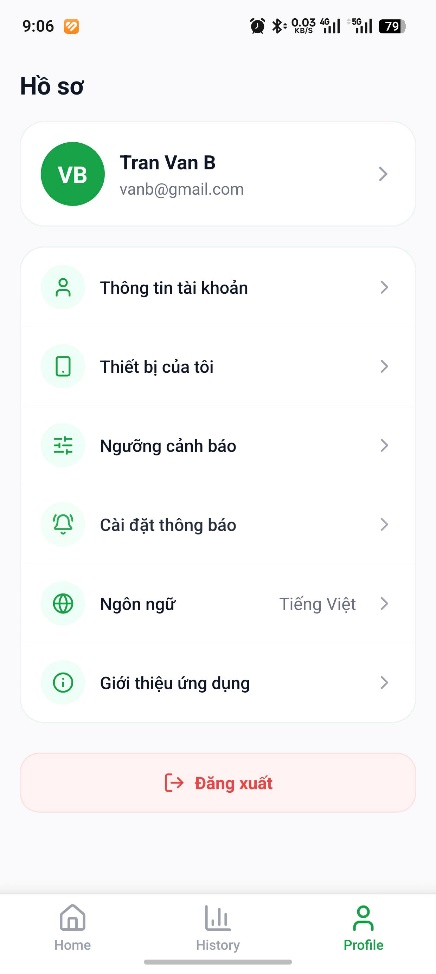 9:06 0.03 KB/S 4G 5G 79
Hồ sơ
VB
Tran Van B
vanb@gmail.com
Thông tin tài khoản
Thiết bị của tôi
Ngưỡng cảnh báo
Cài đặt thông báo
Ngôn ngữ Tiếng Việt
Giới thiệu ứng dụng
Đăng xuất
Home History Profile